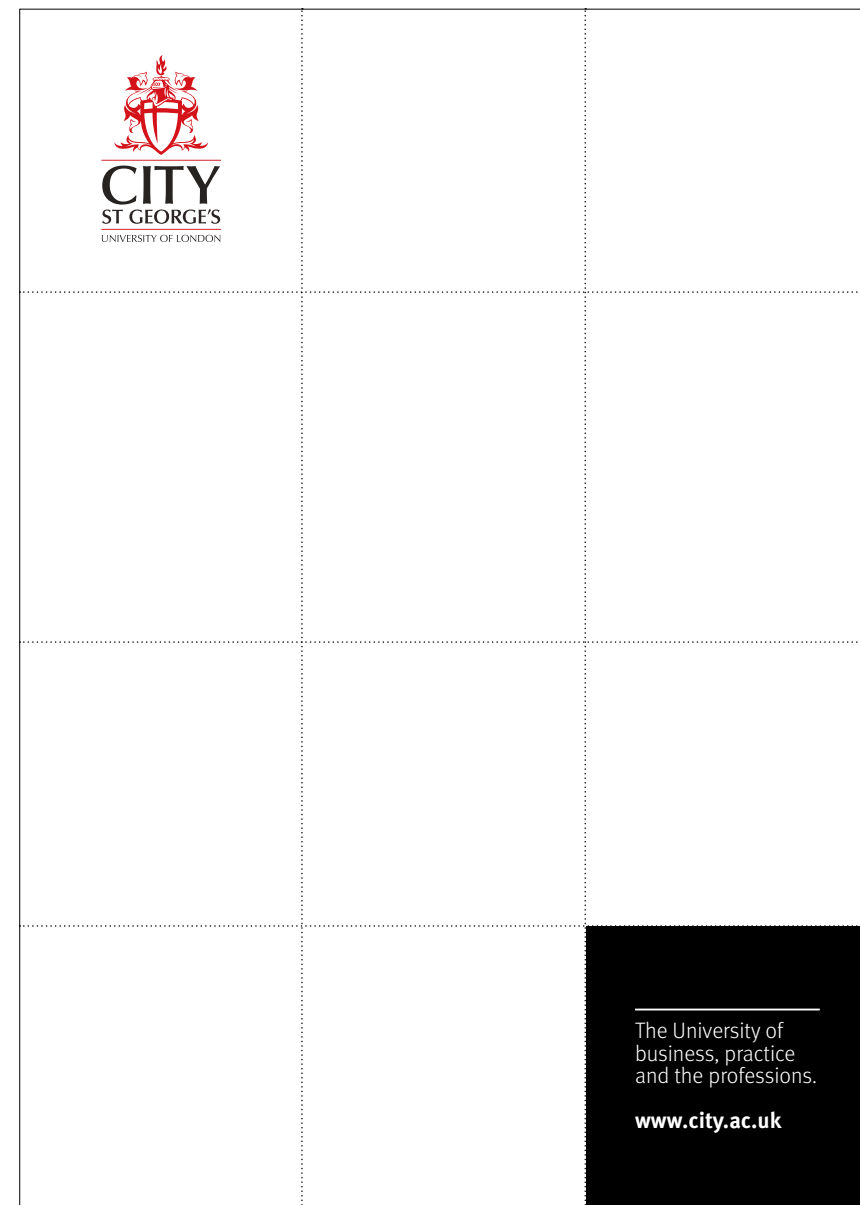 CITY
ST GEORGE'S
UNIVERSITY OF LONDON
The University of
business, practice
and the professions.
www.city.ac.uk